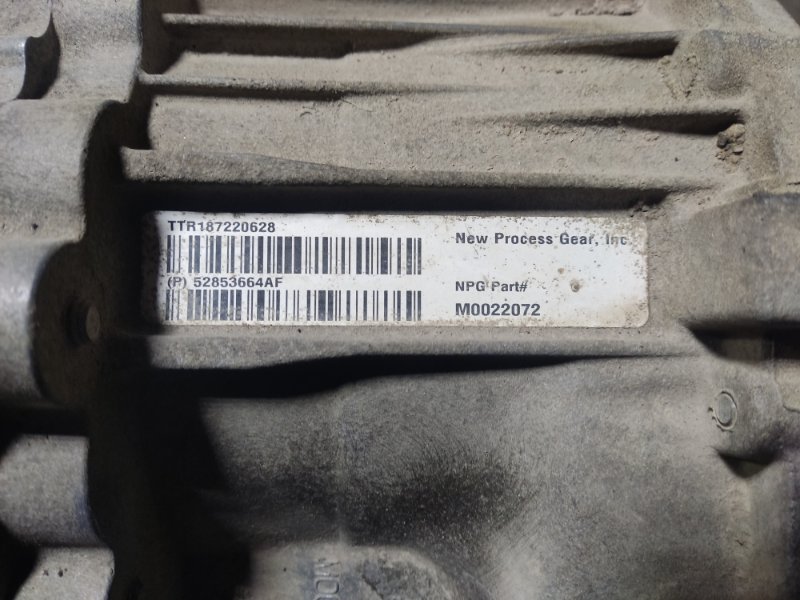 TTR187220628
(P) 52853664AF
New Process Gear, Inc
NPG Part#
M0022072